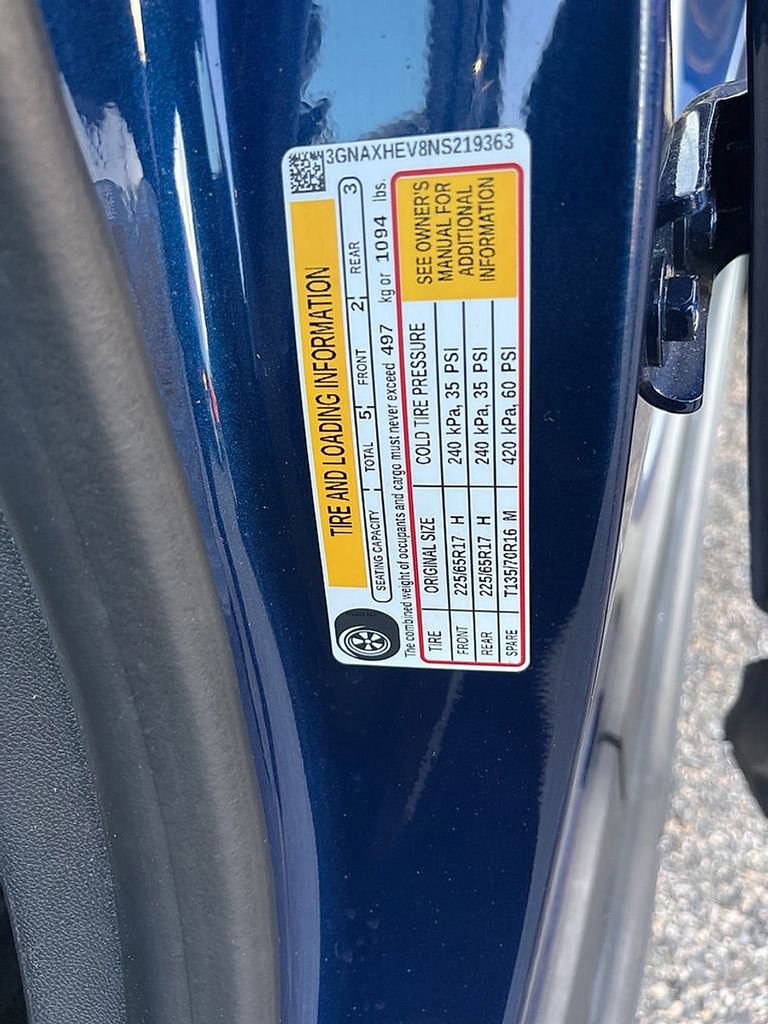 3GNAXHEV8NS219363
TIRE AND LOADING INFORMATION
SEATING CAPACITY TOTAL 5 FRONT 2 REAR 3
The combined weight of occupants and cargo must never exceed 497 kg or 1094 lbs.
TIRE ORIGINAL SIZE COLD TIRE PRESSURE
FRONT 225/65R17 H 240 kPa, 35 PSI
REAR 225/65R17 H 240 kPa, 35 PSI
SPARE T135/70R16 M 420 kPa, 60 PSI
SEE OWNER'S
MANUAL FOR
ADDITIONAL
INFORMATION